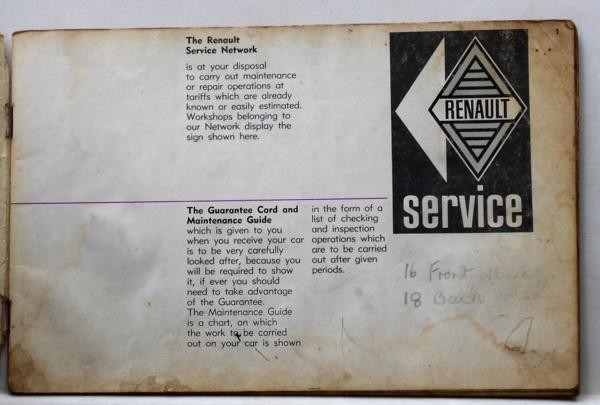 The Renault
Service Network
is at your disposal
to carry out maintenance
or repair operations at
tariffs which are already
known or easily estimated.
Workshops belonging to
our Network display the
sign shown here.
RENAULT
service
The Guarantee Card and
Maintenance Guide
which is given to you
when you receive your car
is to be very carefully
looked after, because you
will be required to show
it, if ever you should
need to take advantage
of the Guarantee.
The Maintenance Guide
is a chart, on which
the work to be carried
out on your car is shown
in the form of a
list of checking
and inspection
operations which
are to be carried
out after given
periods.
16 Front
18 Back